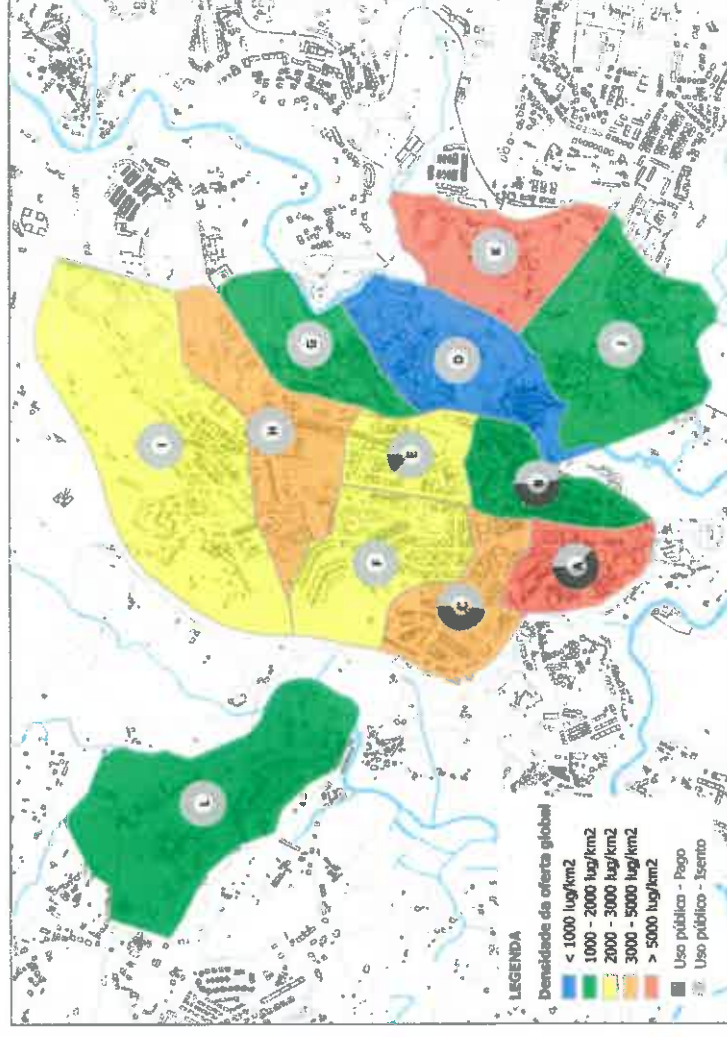 I
H
G
K
E
D
F
J
B
C
A
L
LEGENDA
Densidade da oferta global
< 1000 lug/km2
1000 - 2000 lug/km2
2000 - 3000 lug/km2
3000 - 5000 lug/km2
> 5000 lug/km2
Uso público - Pago
Uso público - Isento